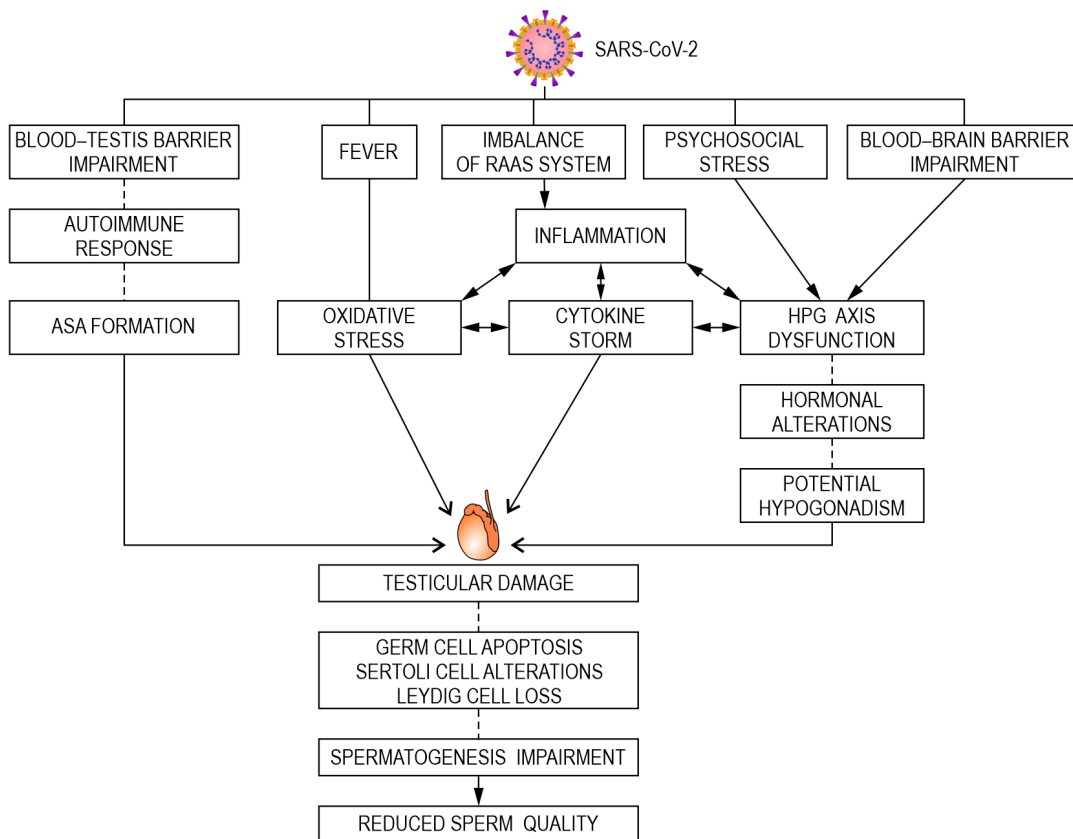 SARS-CoV-2
BLOOD–TESTIS BARRIER
IMPAIRMENT
FEVER
IMBALANCE
OF RAAS SYSTEM
PSYCHOSOCIAL
STRESS
BLOOD–BRAIN BARRIER
IMPAIRMENT
AUTOIMMUNE
RESPONSE
INFLAMMATION
ASA FORMATION
OXIDATIVE
STRESS
CYTOKINE
STORM
HPG AXIS
DYSFUNCTION
HORMONAL
ALTERATIONS
POTENTIAL
HYPOGONADISM
TESTICULAR DAMAGE
GERM CELL APOPTOSIS
SERTOLI CELL ALTERATIONS
LEYDIG CELL LOSS
SPERMATOGENESIS IMPAIRMENT
REDUCED SPERM QUALITY